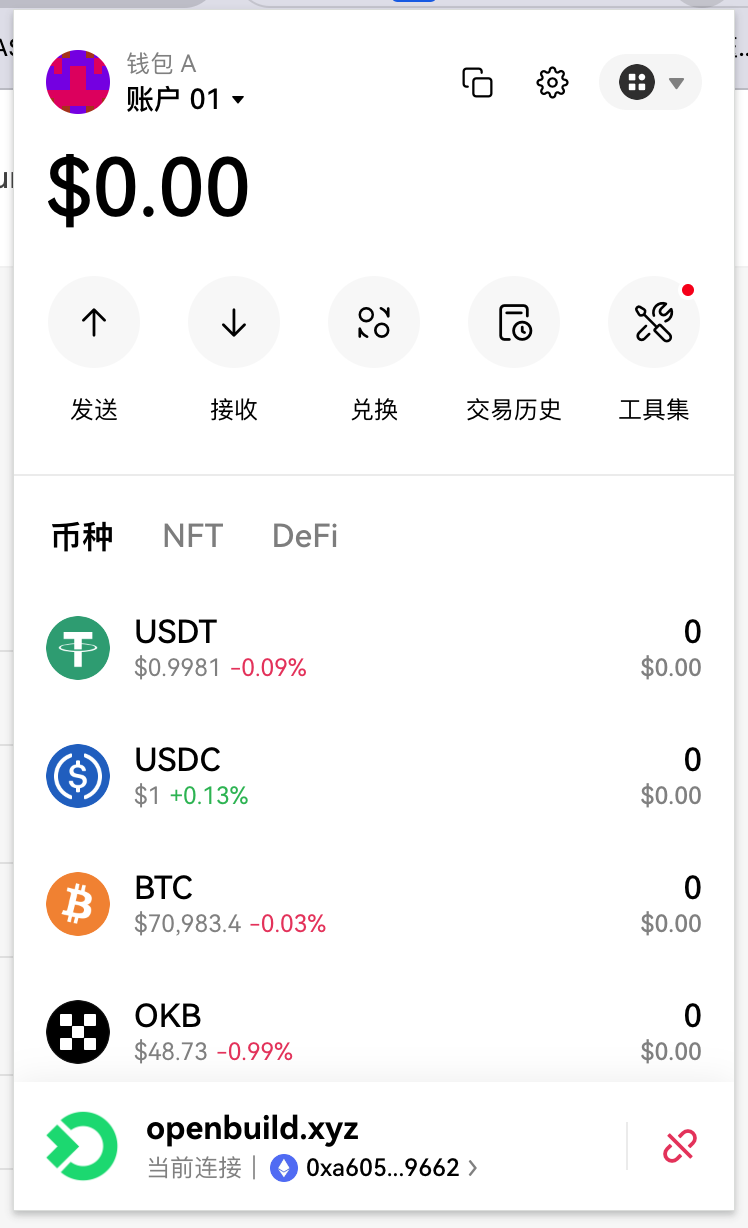 钱包 A
账户 01
$0.00
发送
接收
兑换
交易历史
工具集
币种 NFT DeFi
USDT 0
$0.9981 -0.09% $0.00
USDC 0
$1 +0.13% $0.00
BTC 0
$70,983.4 -0.03% $0.00
OKB 0
$48.73 -0.99% $0.00
openbuild.xyz
当前连接 | 0xa605...9662